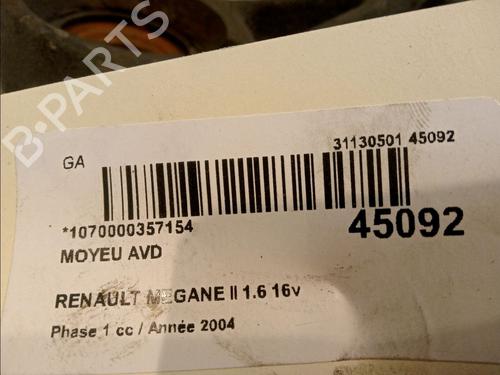 B-PARTS
GA
31130501 45092
*1070000357154
45092
MOYEU AVD
RENAULT MEGANE II 1.6 16v
Phase 1 cc / Année 2004